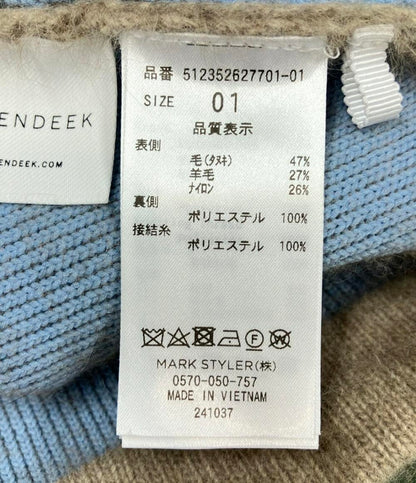 ENDEEK
ENDEEK.COM
品番 512352627701-01
SIZE 01
品質表示
表側
毛(タヌキ) 47%
羊毛 27%
ナイロン 26%
裏側
ポリエステル 100%
接結糸
ポリエステル 100%
MARK STYLER(株)
0570-050-757
MADE IN VIETNAM
241037